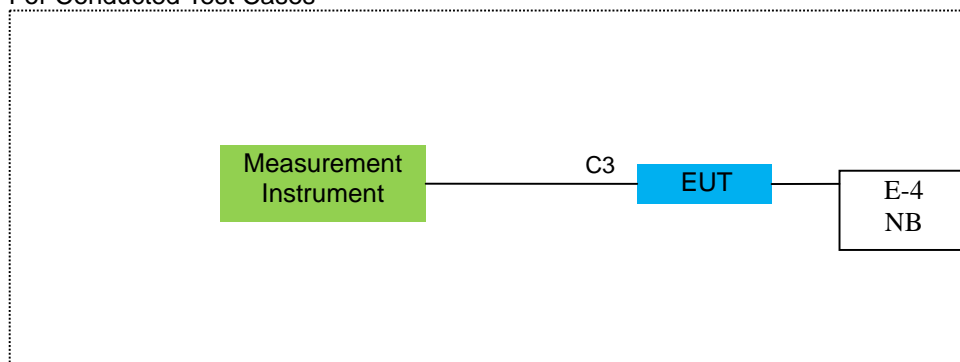 For Conducted Test Cases
Measurement
Instrument
C3
EUT
E-4
NB